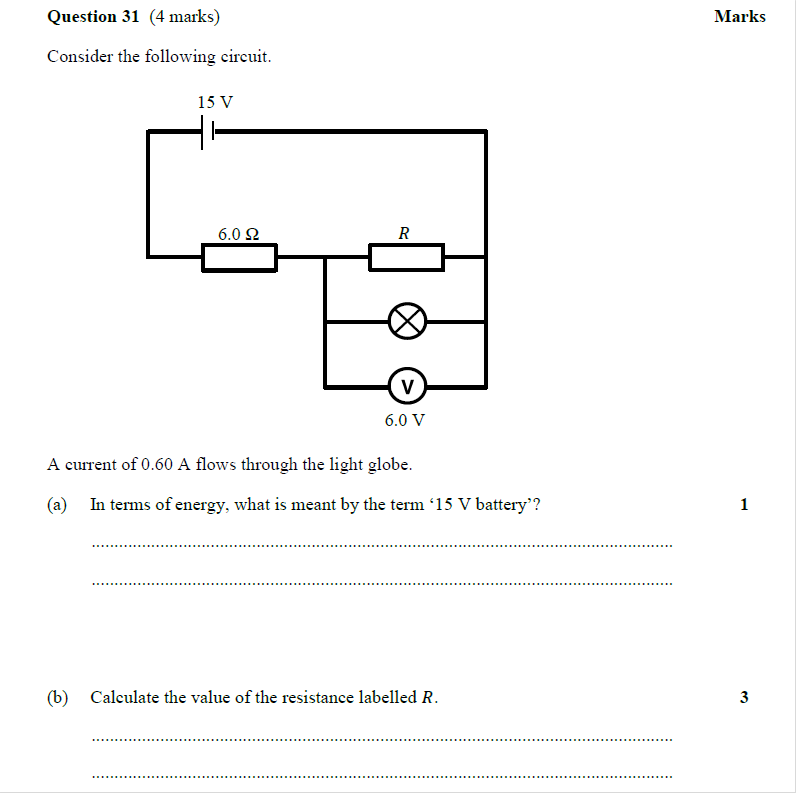 Question 31 (4 marks) Marks
Consider the following circuit.
15 V
6.0 Ω R
V
6.0 V
A current of 0.60 A flows through the light globe.
(a) In terms of energy, what is meant by the term ‘15 V battery’? 1
(b) Calculate the value of the resistance labelled R. 3